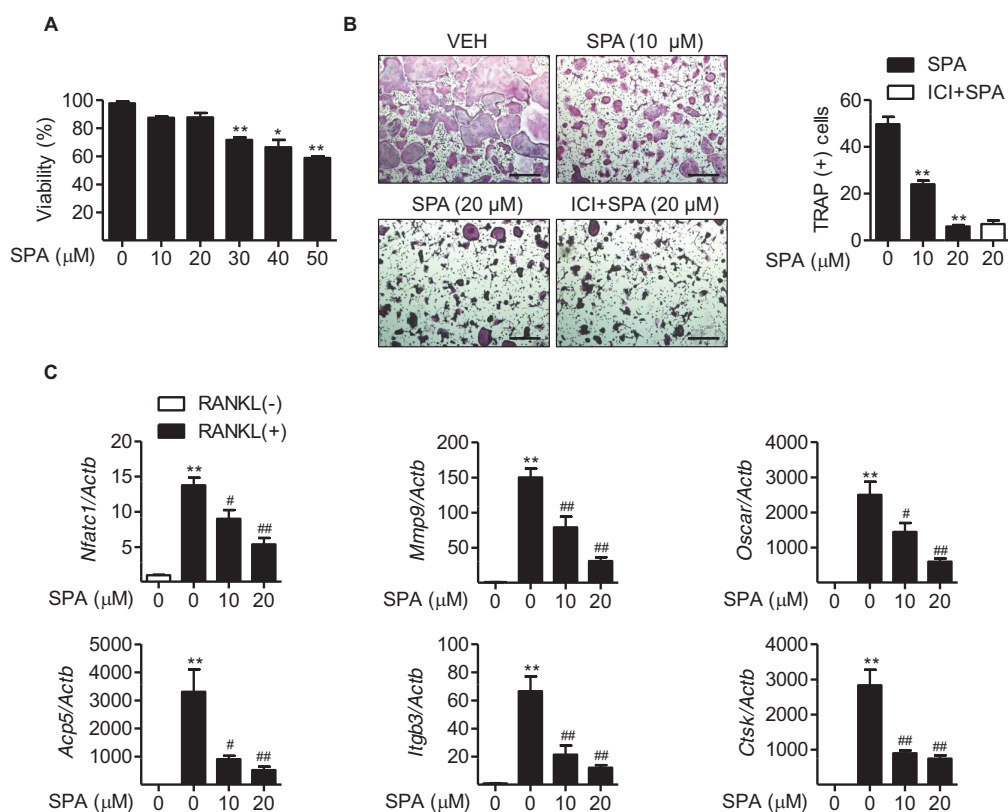 A
Viability (%)
100
80
60
40
20
** * **
SPA (μM)
0 10 20 30 40 50
B
VEH
SPA (10 μM)
SPA (20 μM)
ICI+SPA (20 μM)
SPA
ICI+SPA
TRAP (+) cells
60
40
20
0
**
**
SPA (μM)
0 10 20 20
C
RANKL(-)
RANKL(+)
Nfatc1/Actb
20
15
10
5
**
#
##
SPA (μM)
0 0 10 20
Mmp9/Actb
200
150
100
50
**
##
##
SPA (μM)
0 0 10 20
Oscar/Actb
4000
3000
2000
1000
**
#
##
SPA (μM)
0 0 10 20
Acp5/Actb
5000
4000
3000
2000
1000
**
#
##
SPA (μM)
0 0 10 20
Itgb3/Actb
100
80
60
40
20
**
##
##
SPA (μM)
0 0 10 20
Ctsk/Actb
4000
3000
2000
1000
**
##
##
SPA (μM)
0 0 10 20